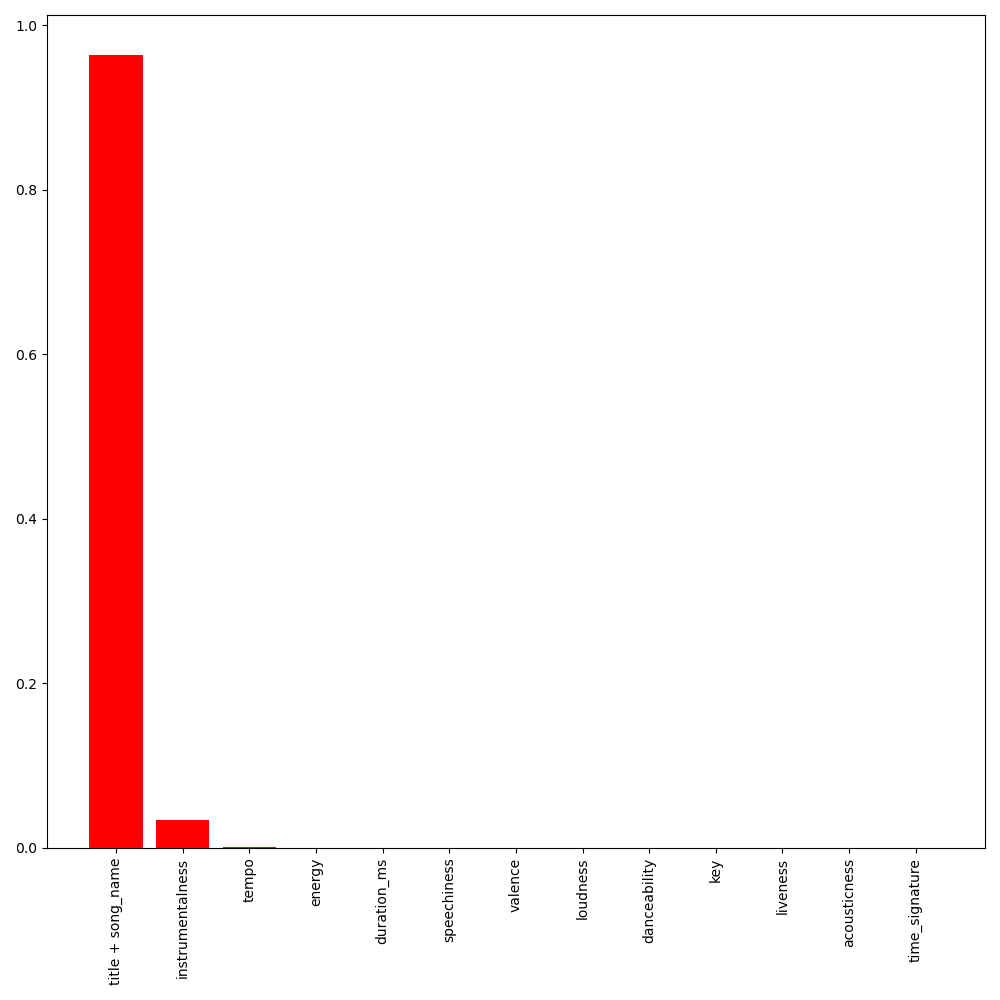 1.0
0.8
0.6
0.4
0.2
0.0
title + song_name
instrumentalness
tempo
energy
duration_ms
speechiness
valence
loudness
danceability
key
liveness
acousticness
time_signature